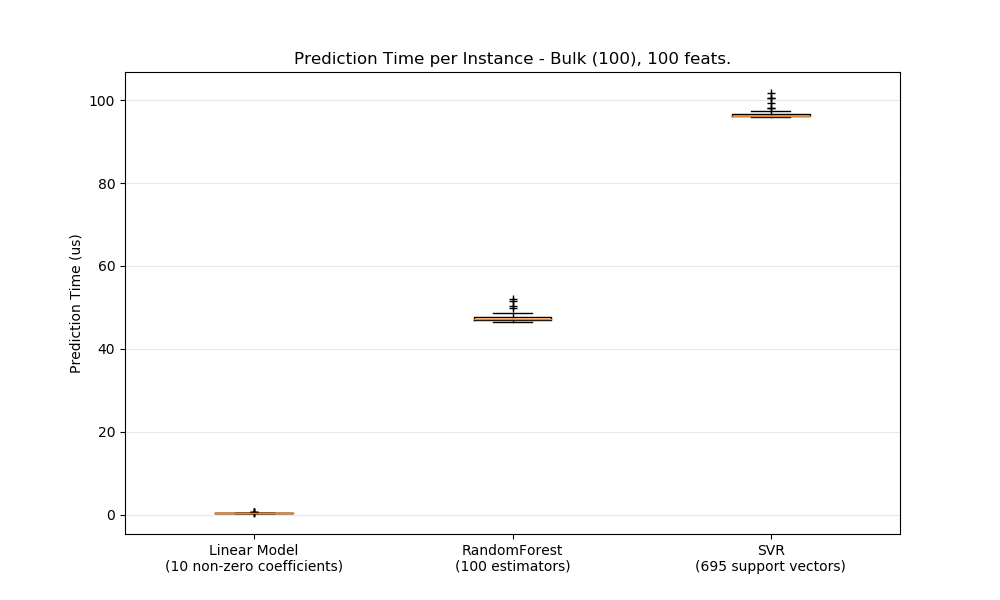 Prediction Time per Instance - Bulk (100), 100 feats.
Prediction Time (us)
100
80
60
40
20
0
Linear Model
(10 non-zero coefficients)
RandomForest
(100 estimators)
SVR
(695 support vectors)